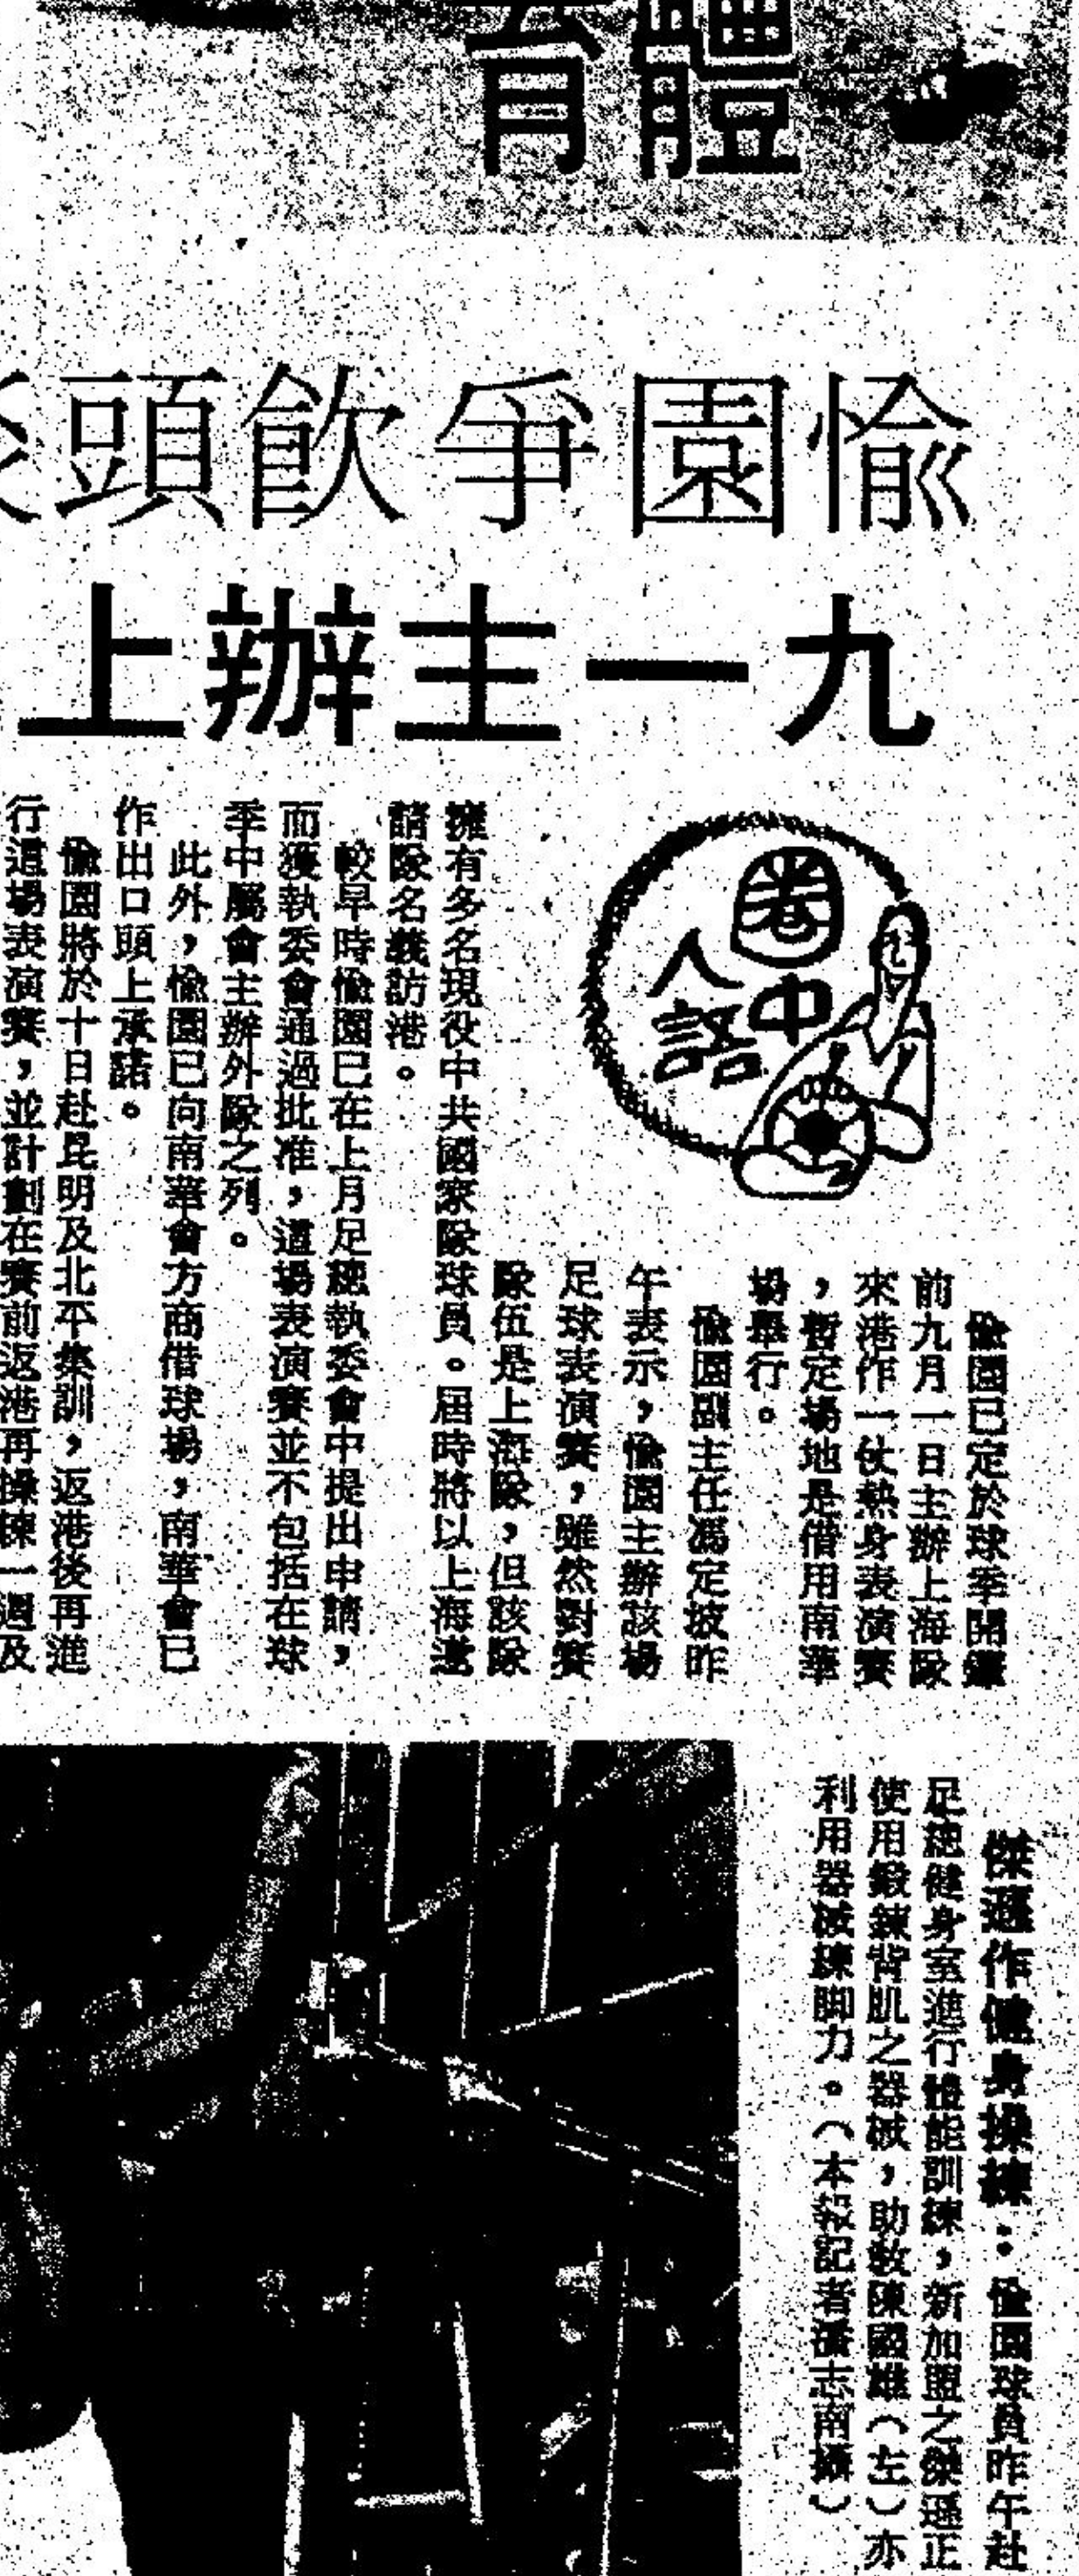 體育
愉園爭飲頭
九一主辦上
圈中
人語
愉園已定於球季開鑼
前九月一日主辦上海隊
來港作一仗熱身表演賽
，暫定場地是借用南華
場舉行。
愉園副主任馮定坡昨
午表示，愉園主辦該場
足球表演賽，雖然對賽
隊伍是上海隊，但該隊
擁有多名現役中共國家隊球員。屆時將以上海邀
請隊名義訪港。
較早時愉園已在上月足總執委會中提出申請，
而獲執委會通過批准，這場表演賽並不包括在球
季中屬會主辦外隊之列。
此外，愉園已向南華會方商借球場，南華會已
作出口頭上承諾。
愉園將於十日赴昆明及北平集訓，返港後再進
行這場表演賽，並計劃在賽前返港再操練一週及
傑遜作健身操練：愉園球員昨午赴
足總健身室進行體能訓練，新加盟之傑遜正
使用鍛鍊背肌之器械，助教陳國雄（左）亦
利用器械練脚力。（本報記者潘志南攝）